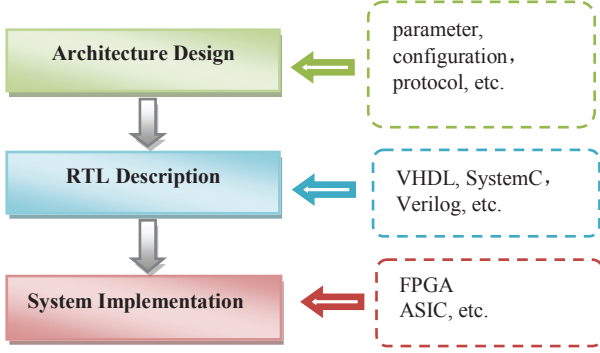 Architecture Design
parameter,
configuration，
protocol, etc.
RTL Description
VHDL, SystemC，
Verilog, etc.
System Implementation
FPGA
ASIC, etc.